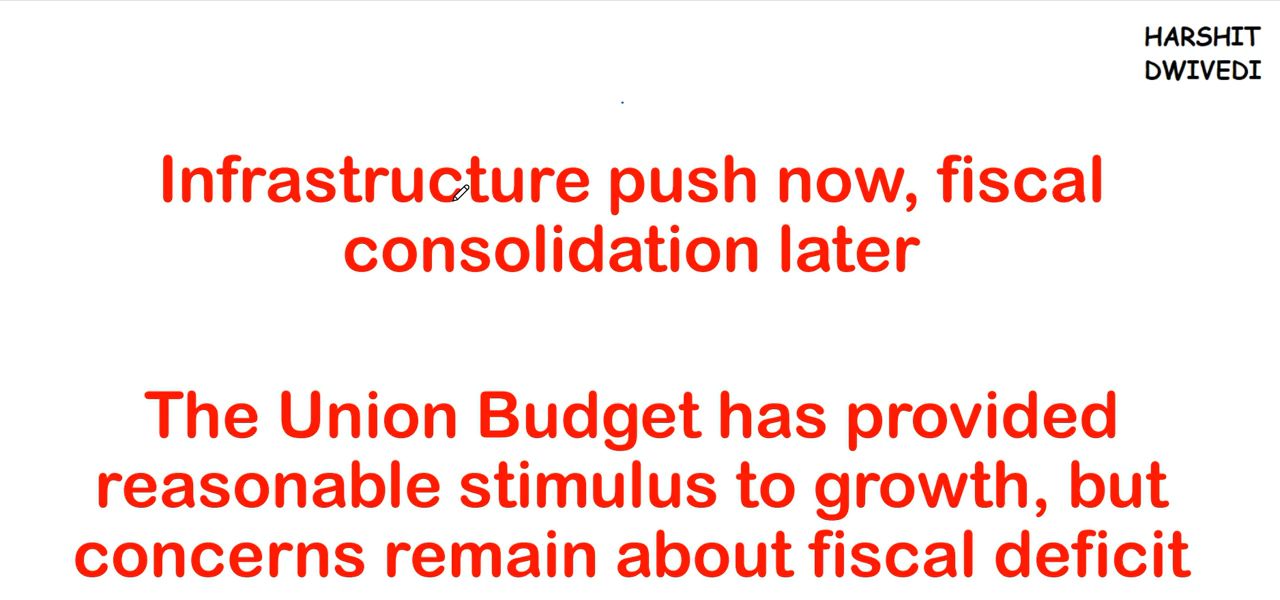 HARSHIT
DWIVEDI
Infrastructure push now, fiscal
consolidation later
The Union Budget has provided
reasonable stimulus to growth, but
concerns remain about fiscal deficit